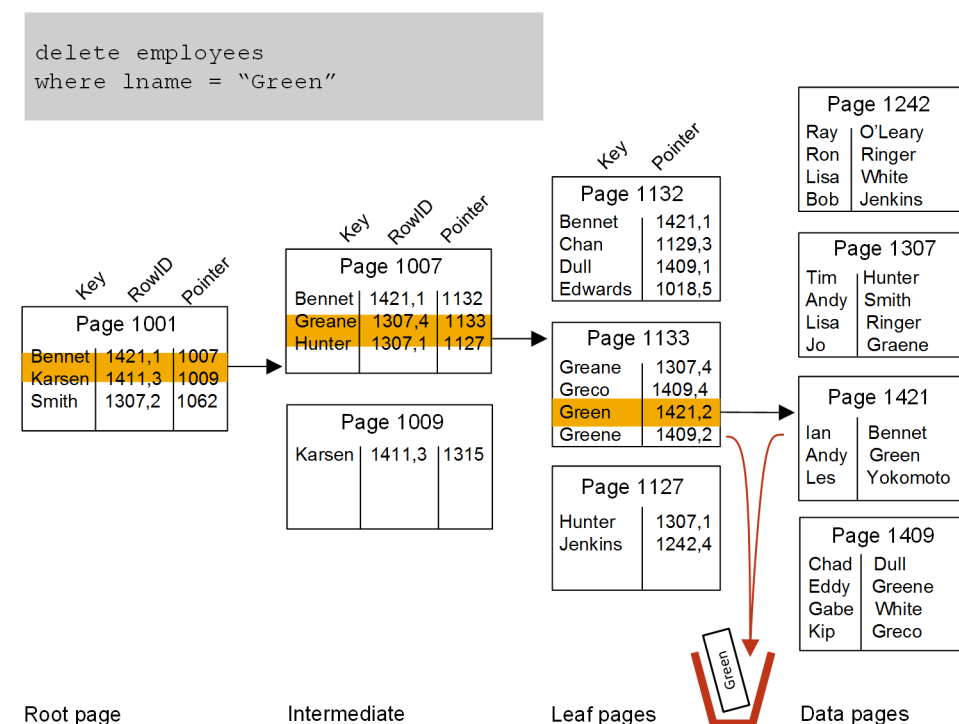 delete employees
where lname = “Green”
Key RowID Pointer
Page 1001
Bennet 1421,1 1007
Karsen 1411,3 1009
Smith 1307,2 1062
Root page
Key RowID Pointer
Page 1007
Bennet 1421,1 1132
Greane 1307,4 1133
Hunter 1307,1 1127
Page 1009
Karsen 1411,3 1315
Intermediate
Key Pointer
Page 1132
Bennet 1421,1
Chan 1129,3
Dull 1409,1
Edwards 1018,5
Page 1133
Greane 1307,4
Greco 1409,4
Green 1421,2
Greene 1409,2
Page 1127
Hunter 1307,1
Jenkins 1242,4
Green
Leaf pages
Page 1242
Ray O’Leary
Ron Ringer
Lisa White
Bob Jenkins
Page 1307
Tim Hunter
Andy Smith
Lisa Ringer
Jo Graene
Page 1421
Ian Bennet
Andy Green
Les Yokomoto
Page 1409
Chad Dull
Eddy Greene
Gabe White
Kip Greco
Data pages